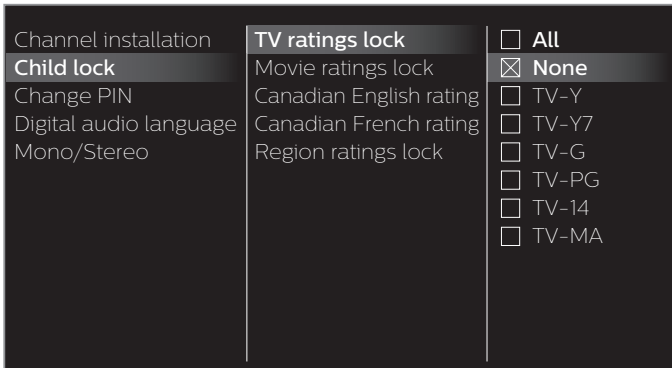 Channel installation
Child lock
Change PIN
Digital audio language
Mono/Stereo
TV ratings lock
Movie ratings lock
Canadian English rating
Canadian French rating
Region ratings lock
All
None
TV-Y
TV-Y7
TV-G
TV-PG
TV-14
TV-MA